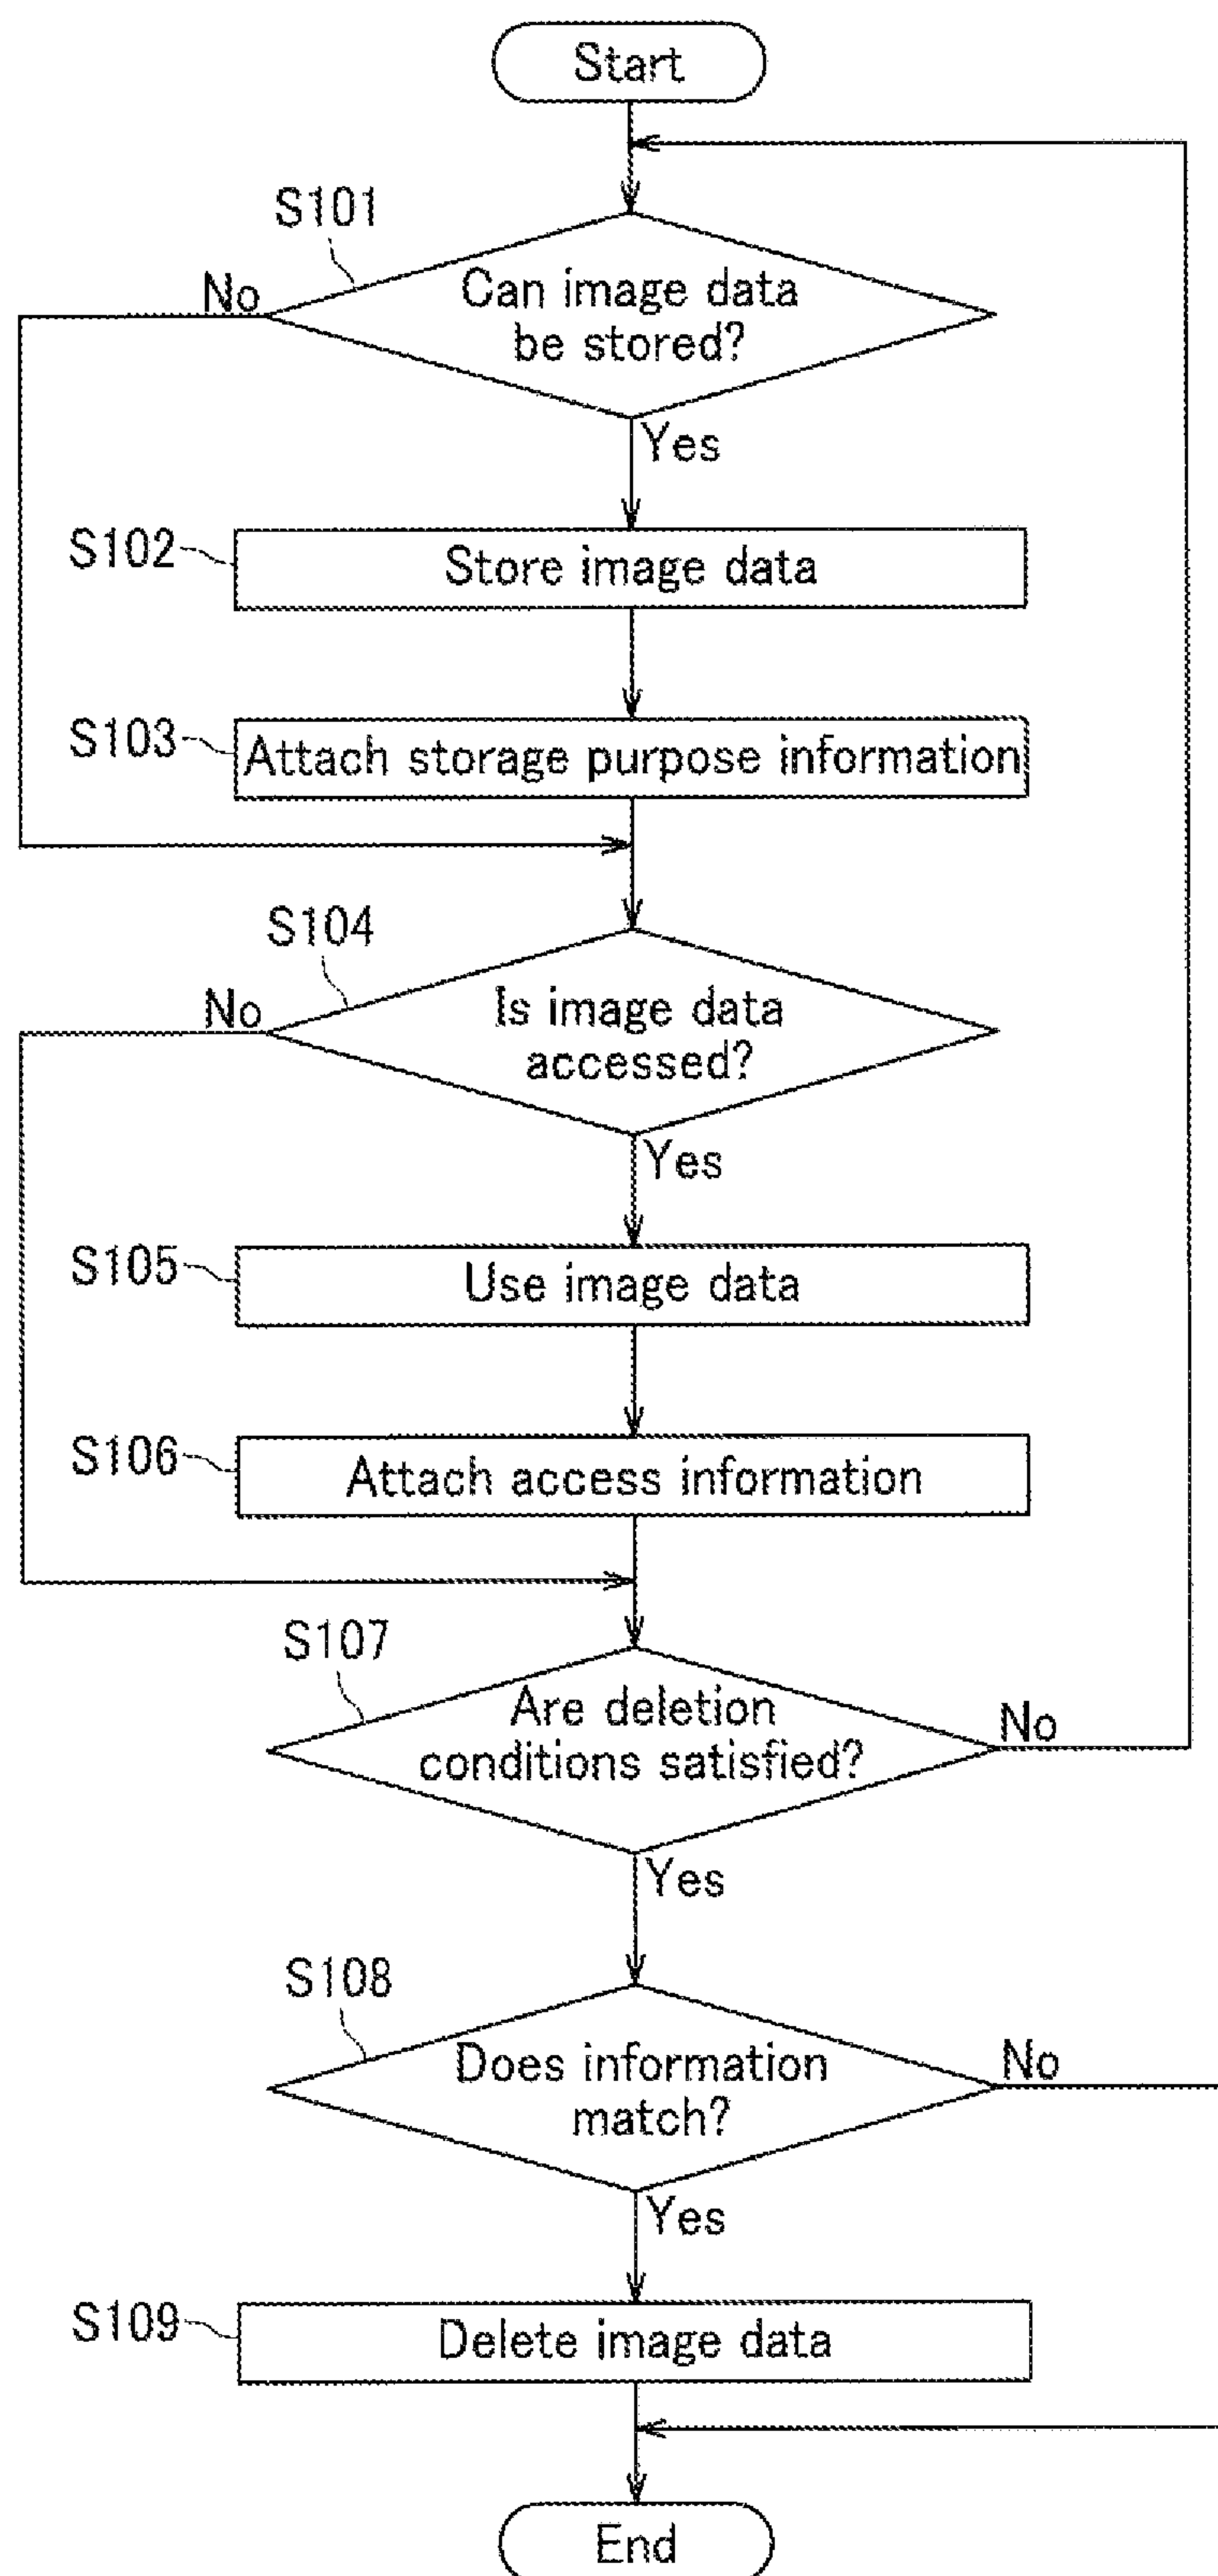 Start
S101
No
Can image data
be stored?
Yes
S102
Store image data
S103
Attach storage purpose information
S104
No
Is image data
accessed?
Yes
S105
Use image data
S106
Attach access information
S107
Are deletion
conditions satisfied?
No
Yes
S108
Does information
match?
No
Yes
S109
Delete image data
End